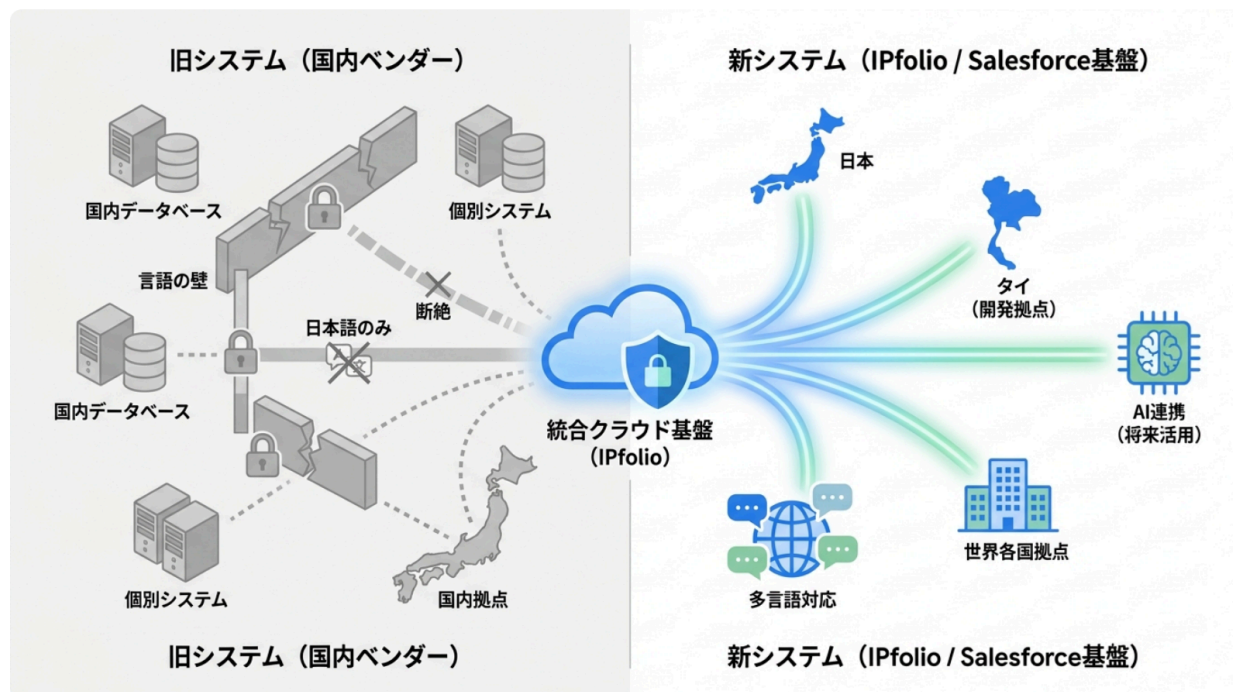 旧システム（国内ベンダー）
国内データベース
個別システム
言語の壁
断絶
日本語のみ
国内データベース
個別システム
国内拠点
旧システム（国内ベンダー）
統合クラウド基盤
（IPfolio）
新システム（IPfolio / Salesforce基盤）
日本
タイ
（開発拠点）
AI連携
（将来活用）
世界各国拠点
多言語対応
新システム（IPfolio / Salesforce基盤）